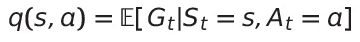 q(s, a) = 𝔼[G_t|S_t = s, A_t = a]